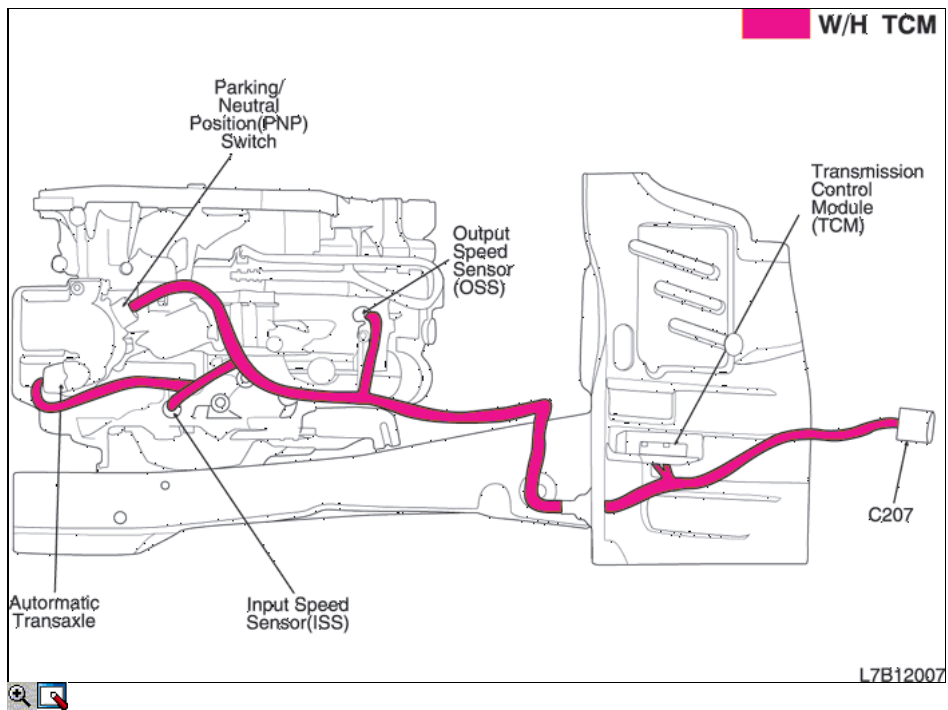 W/H TCM
Parking/
Neutral
Position(PNP)
Switch
Transmission
Control
Module
(TCM)
Output
Speed
Sensor
(OSS)
C207
Autormatic
Transaxle
Input Speed
Sensor(ISS)
L7B12007